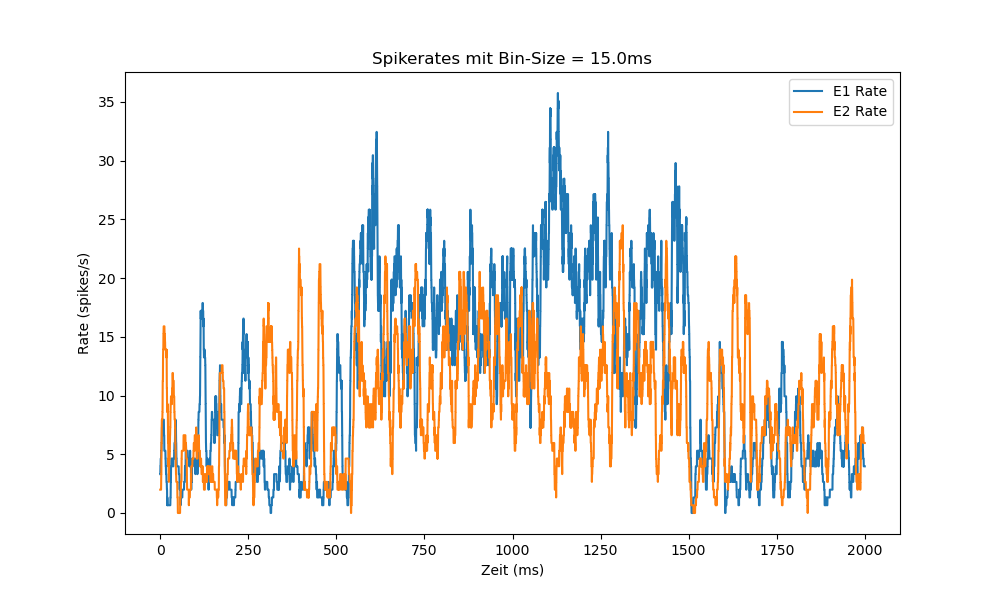 Spikerates mit Bin-Size = 15.0ms
E1 Rate
E2 Rate
Rate (spikes/s)
35
30
25
20
15
10
5
0
0 250 500 750 1000 1250 1500 1750 2000
Zeit (ms)